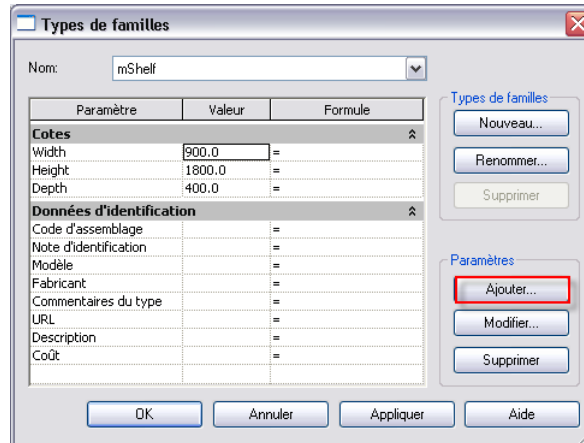 Types de familles
Nom: mShelf
Types de familles
Paramètre Valeur Formule
Nouveau...
Cotes
Width 900.0 =
Renommer...
Height 1800.0 =
Depth 400.0 =
Supprimer
Données d'identification
Code d'assemblage =
Note d'identification =
Modèle =
Paramètres
Fabricant =
Ajouter...
Commentaires du type =
URL =
Modifier...
Description =
Coût =
Supprimer
OK Annuler Appliquer Aide